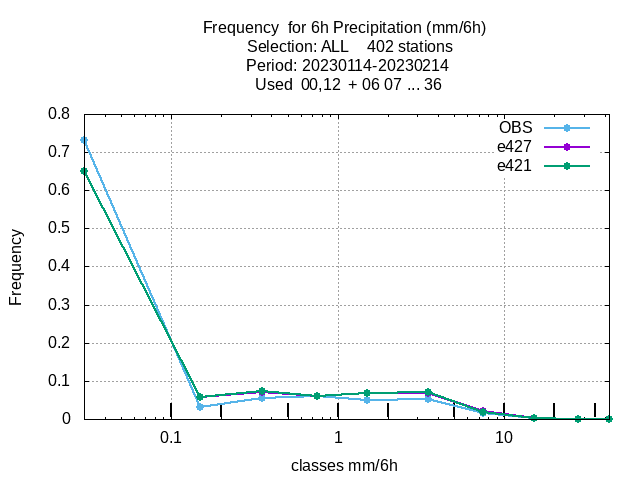 Frequency  for 6h Precipitation (mm/6h)
Selection: ALL    402 stations
Period: 20230114-20230214
Used  00,12  + 06 07 ... 36
0.8
0.7
0.6
0.5
0.4
0.3
0.2
0.1
0
Frequency
OBS
e427
e421
0.1
1
10
classes mm/6h